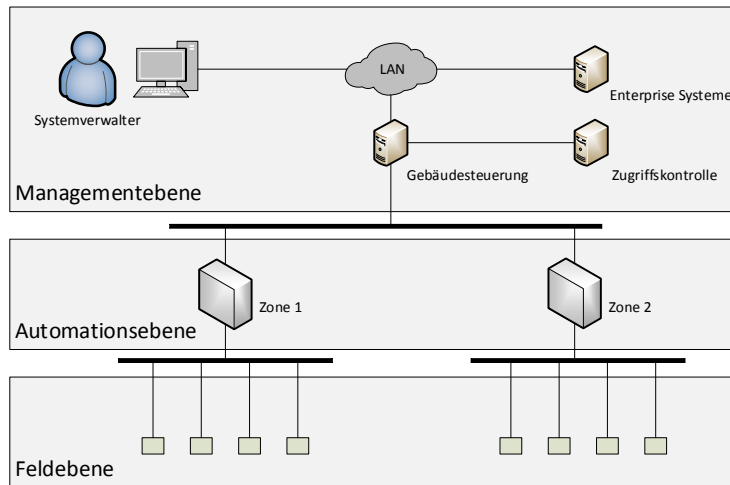 LAN
Enterprise Systeme
Systemverwalter
Gebäudesteuerung
Zugriffskontrolle
Managementebene
Zone 1
Zone 2
Automationsebene
Feldebene